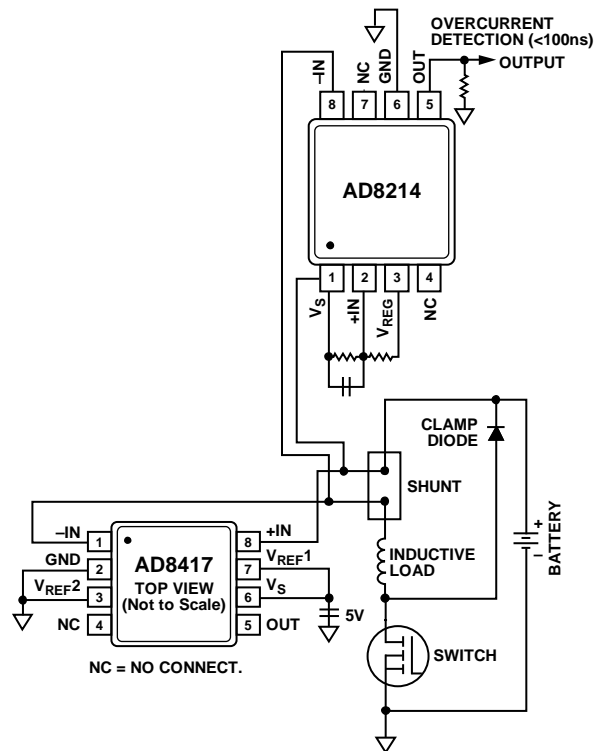 OVERCURRENT
DETECTION (<100ns)
OUTPUT
–IN
NC
GND
OUT
8
7
6
5
AD8214
1
2
3
4
VS
+IN
VREG
NC
CLAMP
DIODE
SHUNT
+
–
BATTERY
INDUCTIVE
LOAD
SWITCH
–IN
1
GND
2
VREF2
3
NC
4
AD8417
TOP VIEW
(Not to Scale)
8
+IN
7
VREF1
6
VS
5
OUT
5V
NC = NO CONNECT.